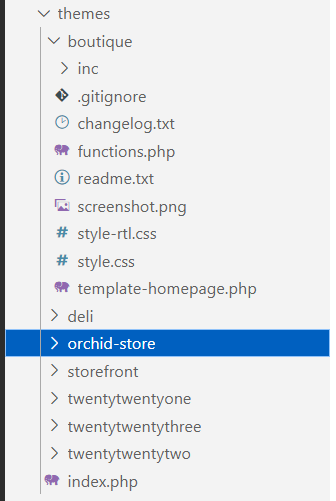 themes
boutique
inc
.gitignore
changelog.txt
functions.php
readme.txt
screenshot.png
style-rtl.css
style.css
template-homepage.php
deli
orchid-store
storefront
twentytwentyone
twentytwentythree
twentytwentytwo
index.php